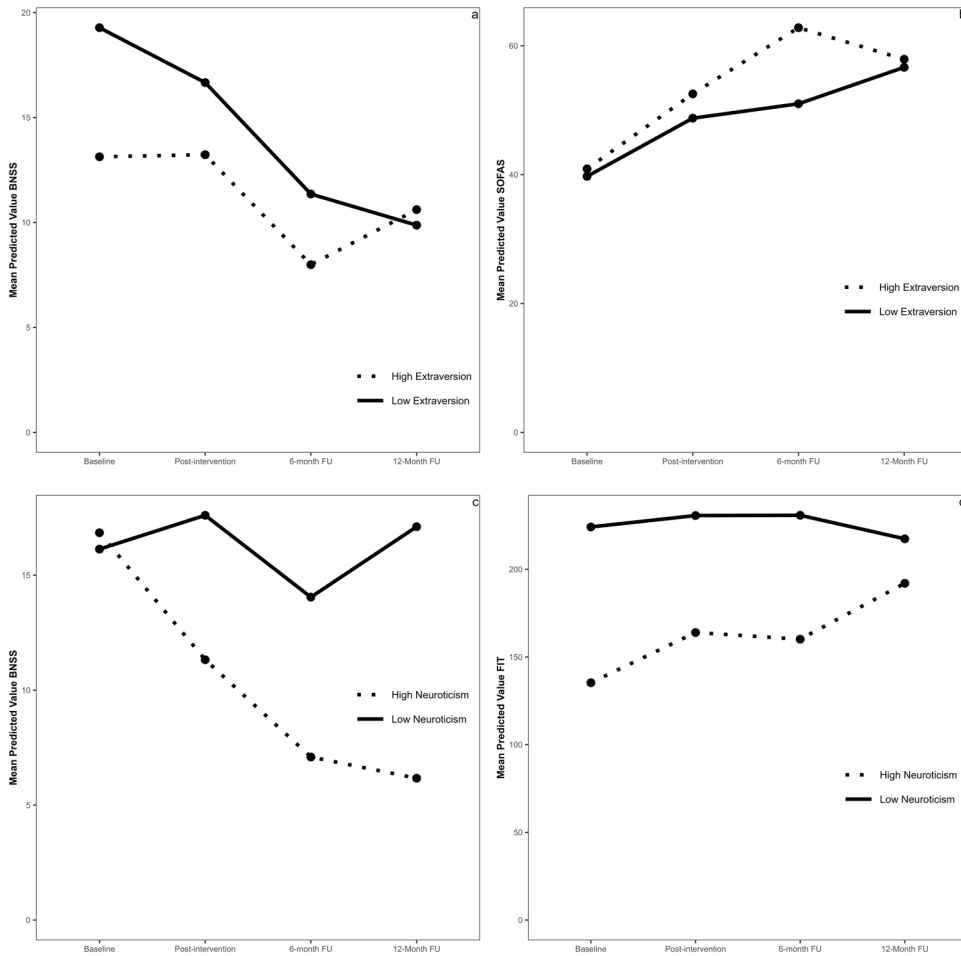 a
Mean Predicted Value BNSS
20
15
10
5
0
High Extraversion
Low Extraversion
Baseline
Post-intervention
6-month FU
12-Month FU
Mean Predicted Value SOFAS
60
40
20
0
High Extraversion
Low Extraversion
Baseline
Post-intervention
6-month FU
12-Month FU
c
Mean Predicted Value BNSS
15
10
5
0
High Neuroticism
Low Neuroticism
Baseline
Post-intervention
6-month FU
12-Month FU
Mean Predicted Value FIT
200
150
100
50
0
High Neuroticism
Low Neuroticism
Baseline
Post-intervention
6-month FU
12-Month FU